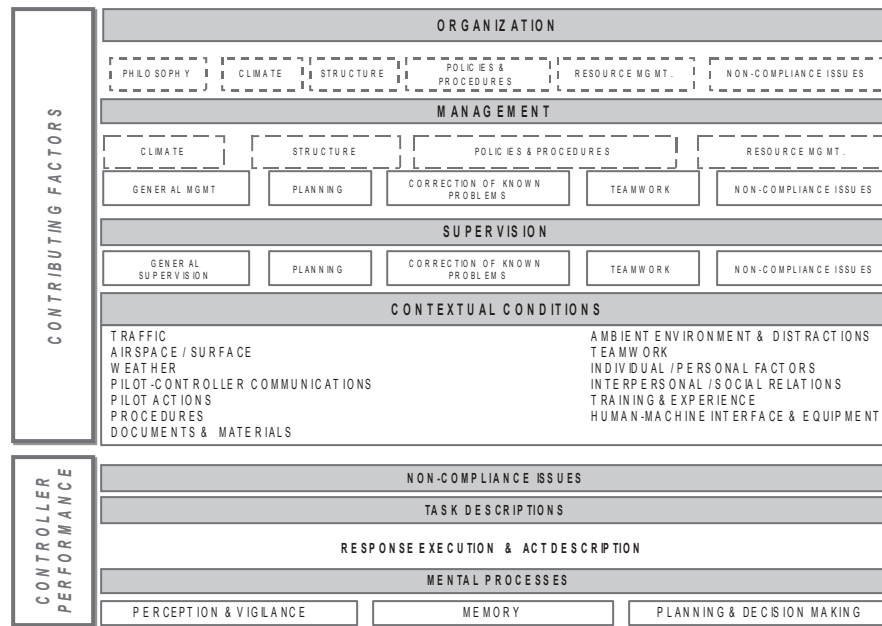 CONTRIBUTING FACTORS
ORGANIZATION
PHILOSOPHY CLIMATE STRUCTURE POLICIES & PROCEDURES RESOURCE MGMT. NON-COMPLIANCE ISSUES
MANAGEMENT
CLIMATE STRUCTURE POLICIES & PROCEDURES RESOURCE MGMT.
GENERAL MGMT PLANNING CORRECTION OF KNOWN PROBLEMS TEAMWORK NON-COMPLIANCE ISSUES
SUPERVISION
GENERAL SUPERVISION PLANNING CORRECTION OF KNOWN PROBLEMS TEAMWORK NON-COMPLIANCE ISSUES
CONTEXTUAL CONDITIONS
TRAFFIC
AIRSPACE / SURFACE
WEATHER
PILOT-CONTROLLER COMMUNICATIONS
PILOT ACTIONS
PROCEDURES
DOCUMENTS & MATERIALS
AMBIENT ENVIRONMENT & DISTRACTIONS
TEAMWORK
INDIVIDUAL / PERSONAL FACTORS
INTERPERSONAL / SOCIAL RELATIONS
TRAINING & EXPERIENCE
HUMAN-MACHINE INTERFACE & EQUIPMENT
CONTROLLER
PERFORMANCE
NON-COMPLIANCE ISSUES
TASK DESCRIPTIONS
RESPONSE EXECUTION & ACT DESCRIPTION
MENTAL PROCESSES
PERCEPTION & VIGILANCE MEMORY PLANNING & DECISION MAKING